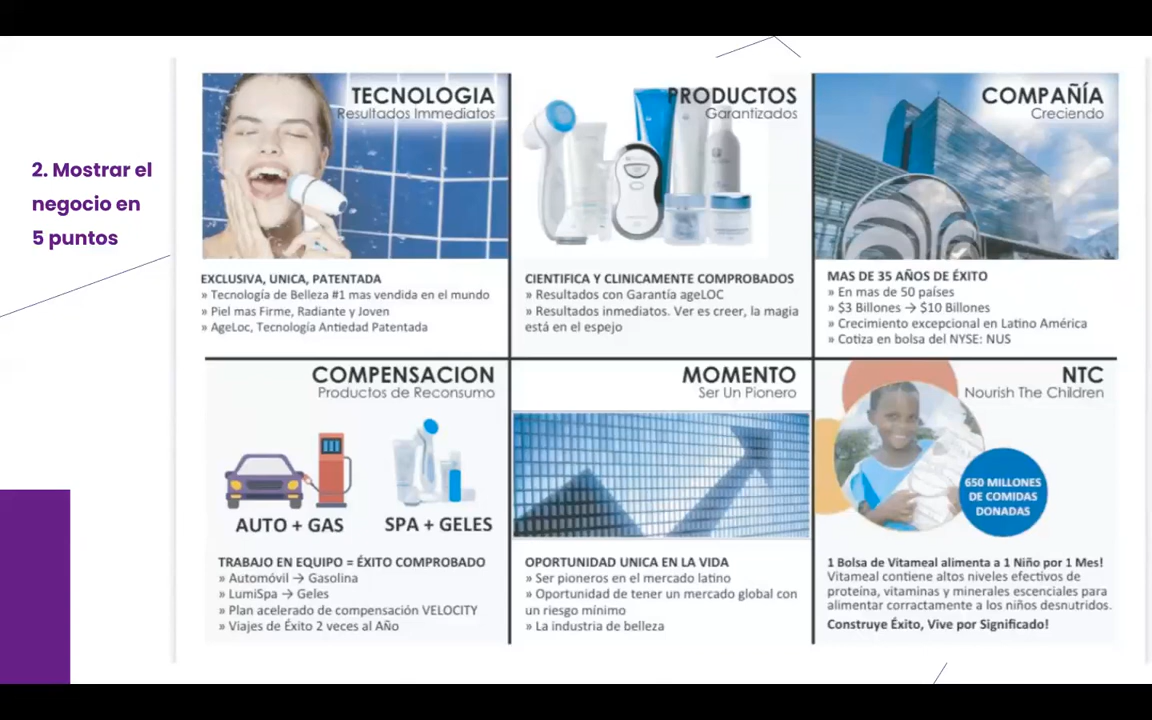 2. Mostrar el
negocio en
5 puntos
TECNOLOGIA
Resultados Immediatos
EXCLUSIVA, UNICA, PATENTADA
» Tecnología de Belleza #1 mas vendida en el mundo
» Piel mas Firme, Radiante y Joven
» AgeLoc, Tecnología Antiedad Patentada
PRODUCTOS
Garantizados
CIENTIFICA Y CLINICAMENTE COMPROBADOS
» Resultados con Garantía ageLOC
» Resultados inmediatos. Ver es creer, la magia
está en el espejo
COMPAÑÍA
Creciendo
MAS DE 35 AÑOS DE ÉXITO
» En mas de 50 países
» $3 Billones → $10 Billones
» Crecimiento excepcional en Latino América
» Cotiza en bolsa del NYSE: NUS
COMPENSACION
Productos de Reconsumo
AUTO + GAS
SPA + GELES
TRABAJO EN EQUIPO = ÉXITO COMPROBADO
» Automóvil → Gasolina
» LumiSpa → Geles
» Plan acelerado de compensación VELOCITY
» Viajes de Éxito 2 veces al Año
MOMENTO
Ser Un Pionero
OPORTUNIDAD UNICA EN LA VIDA
» Ser pioneros en el mercado latino
» Oportunidad de tener un mercado global con
un riesgo mínimo
» La industria de belleza
NTC
Nourish The Children
650 MILLONES
DE COMIDAS
DONADAS
1 Bolsa de Vitameal alimenta a 1 Niño por 1 Mes!
Vitameal contiene altos niveles efectivos de
proteína, vitaminas y minerales escenciales para
alimentar corractamente a los niños desnutridos.
Construye Éxito, Vive por Significado!